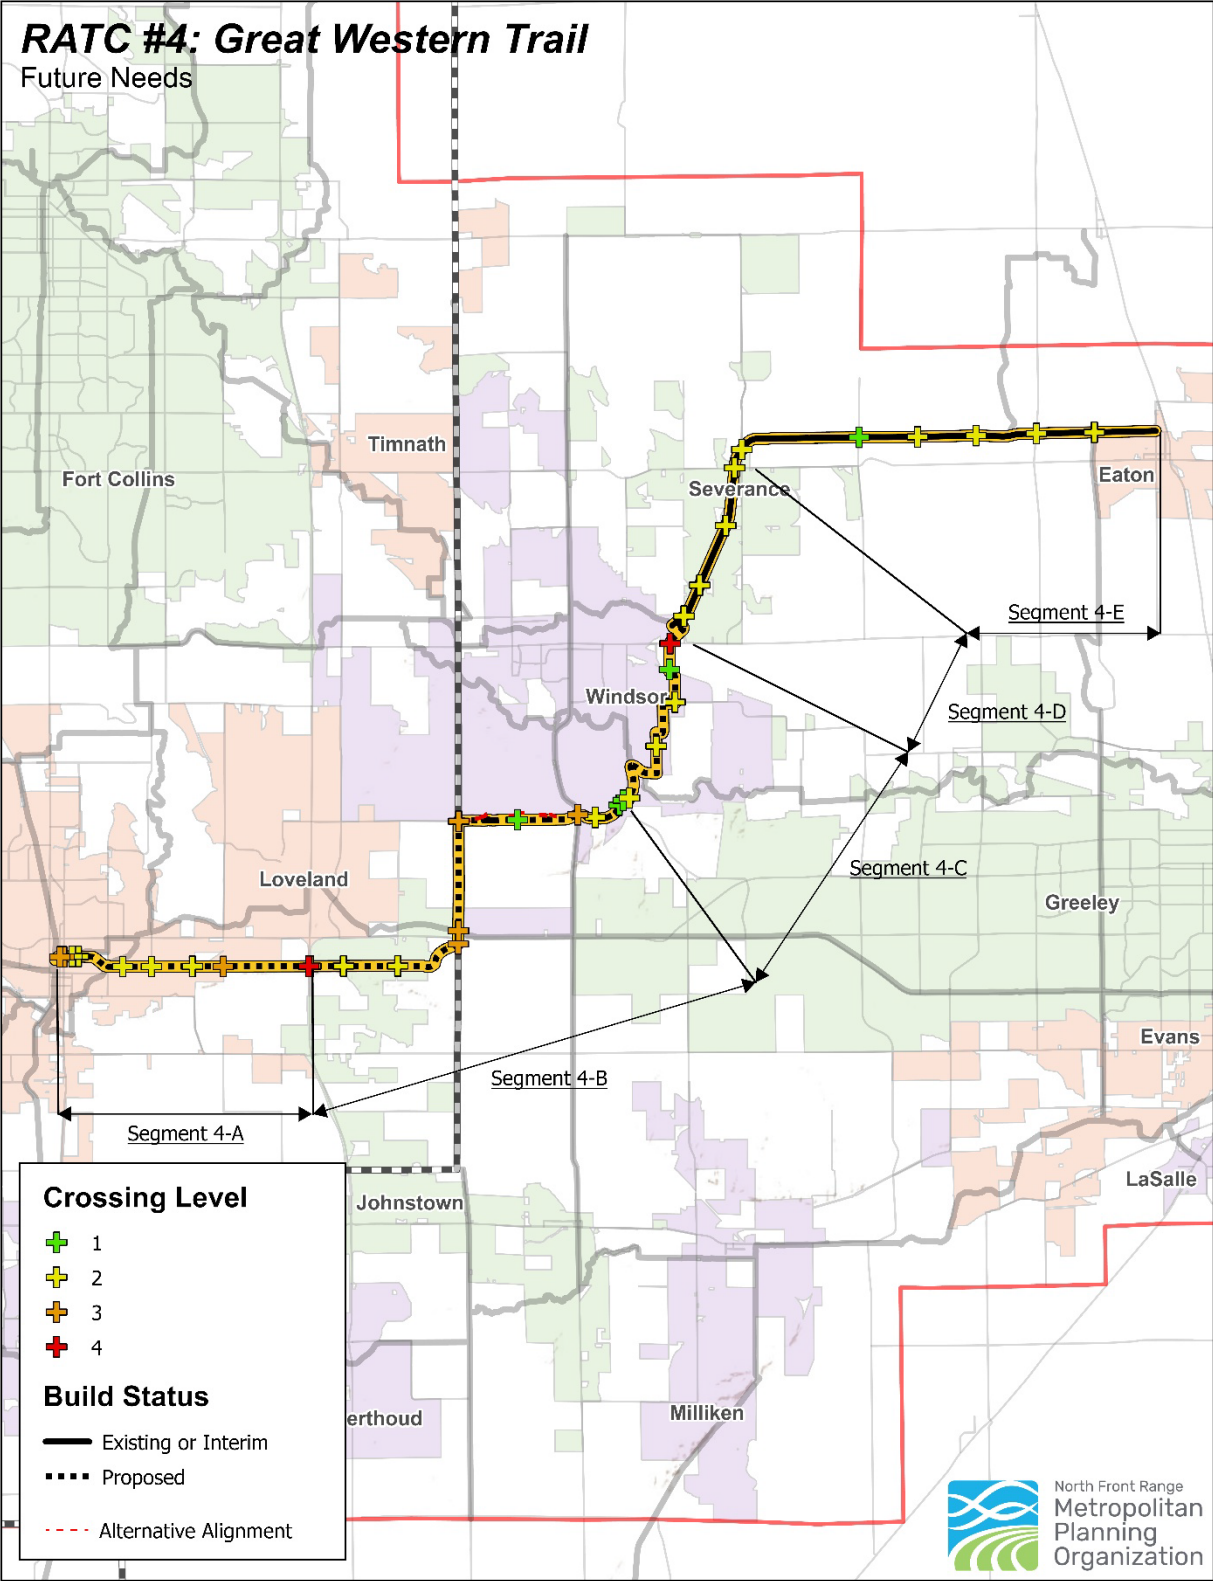 RATC #4: Great Western Trail
Future Needs
Timnath
Fort Collins
Severance
Eaton
Segment 4-E
Windsor
Segment 4-D
Segment 4-C
Loveland
Greeley
Evans
Segment 4-B
Segment 4-A
LaSalle
Johnstown
Crossing Level
1
2
3
4
Build Status
Existing or Interim
Proposed
Alternative Alignment
erthoud
Milliken
North Front Range
Metropolitan
Planning
Organization